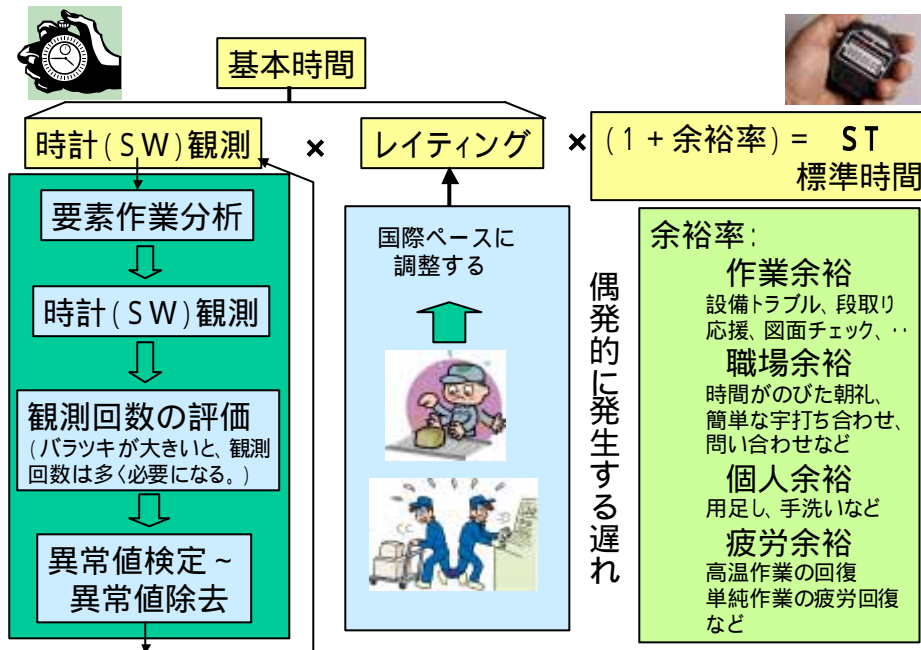 基本時間
時計(SW)観測
×
レイティング
×
(1+余裕率)= ST
標準時間
要素作業分析
時計(SW)観測
観測回数の評価
(バラツキが大きいと、観測
回数は多く必要になる。)
異常値検定~
異常値除去
国際ペースに
調整する
偶発的に発生する遅れ
余裕率:
作業余裕
設備トラブル、段取り
応援、図面チェック、‥
職場余裕
時間がのびた朝礼、
簡単な宇打ち合わせ、
問い合わせなど
個人余裕
用足し、手洗いなど
疲労余裕
高温作業の回復
単純作業の疲労回復
など